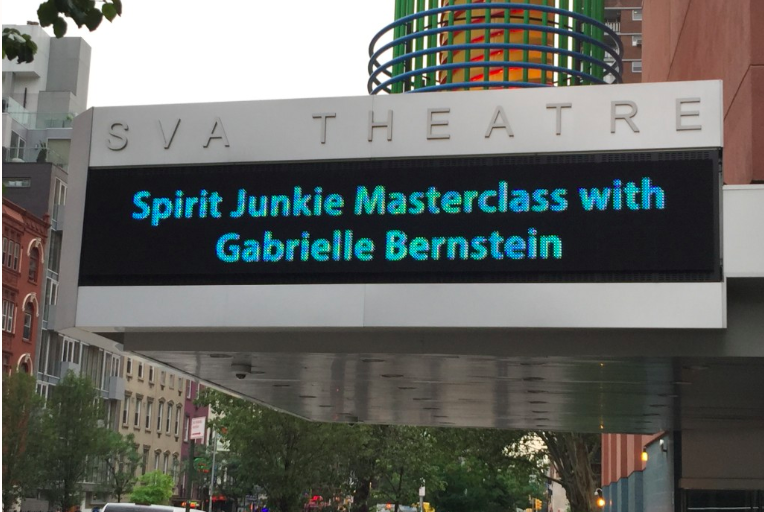 SVA THEATRE
Spirit Junkie Masterclass with
Gabrielle Bernstein